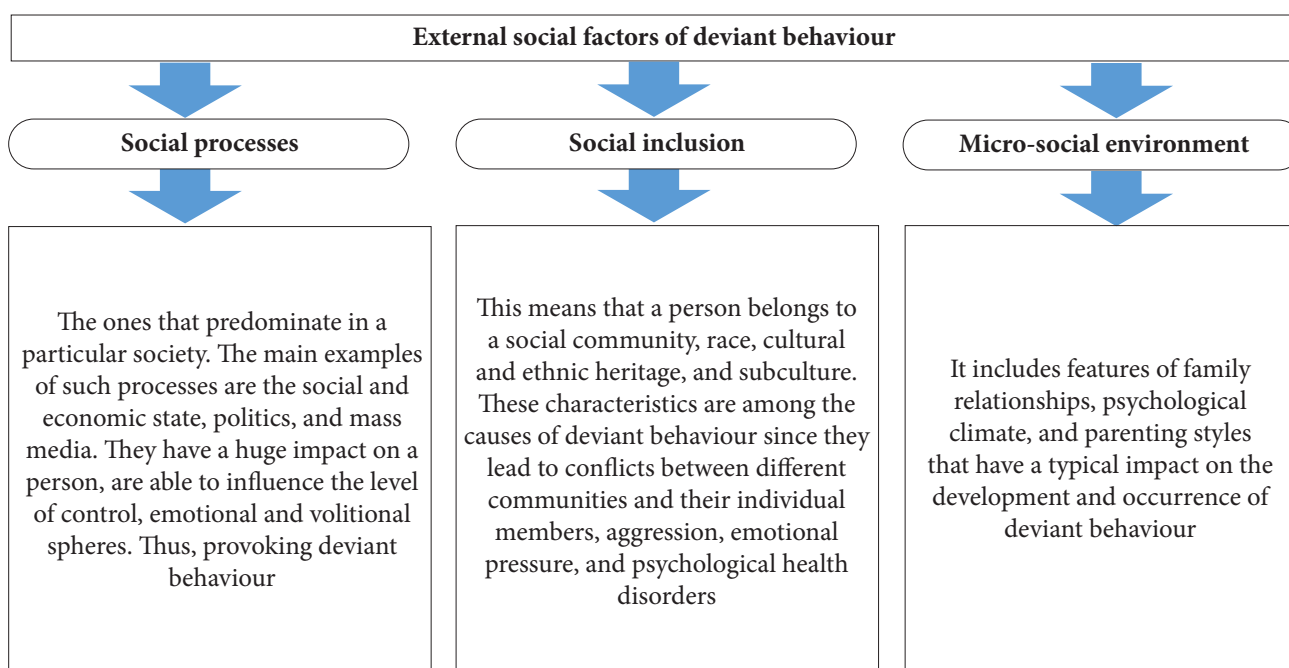 External social factors of deviant behaviour
Social processes
Social inclusion
Micro-social environment
The ones that predominate in a
particular society. The main examples
of such processes are the social and
economic state, politics, and mass
media. They have a huge impact on a
person, are able to influence the level
of control, emotional and volitional
spheres. Thus, provoking deviant
behaviour
This means that a person belongs to
a social community, race, cultural
and ethnic heritage, and subculture.
These characteristics are among the
causes of deviant behaviour since they
lead to conflicts between different
communities and their individual
members, aggression, emotional
pressure, and psychological health
disorders
It includes features of family
relationships, psychological
climate, and parenting styles
that have a typical impact on the
development and occurrence of
deviant behaviour